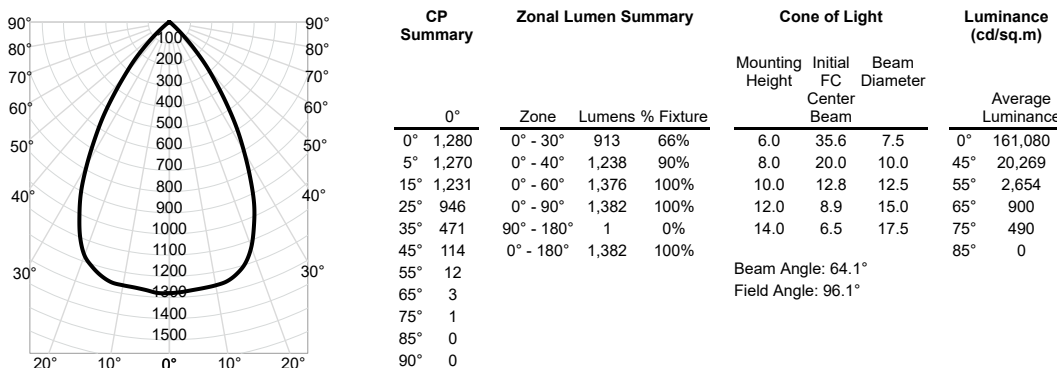 90° 90°
80° 80°
70° 70°
60° 60°
50° 50°
40° 40°
30° 30°
20° 10° 0° 10° 20°
100
200
300
400
500
600
700
800
900
1000
1100
1200
1300
1500
CP
Summary
0°
0° 1,280
5° 1,270
15° 1,231
25° 946
35° 471
45° 114
55° 12
65° 3
75° 1
85° 0
90° 0
Zonal Lumen Summary
Zone Lumens % Fixture
0° - 30° 913 66%
0° - 40° 1,238 90%
0° - 60° 1,376 100%
0° - 90° 1,382 100%
90° - 180° 1 0%
0° - 180° 1,382 100%
Cone of Light
Mounting Initial Beam
Height FC Diameter
Center
Beam
6.0 35.6 7.5
8.0 20.0 10.0
10.0 12.8 12.5
12.0 8.9 15.0
14.0 6.5 17.5
Beam Angle: 64.1°
Field Angle: 96.1°
Luminance
(cd/sq.m)
Average
Luminance
0° 161,080
45° 20,269
55° 2,654
65° 900
75° 490
85° 0